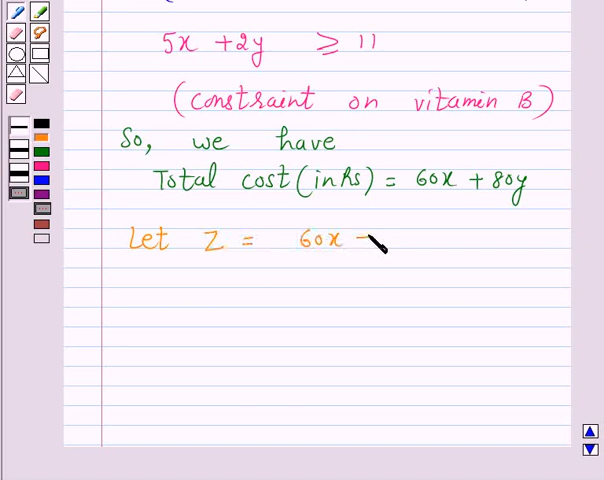 5x + 2y ≥ 11
(constraint on vitamin B)
So, we have
Total cost (in Rs) = 60x + 80y
Let Z = 60x -